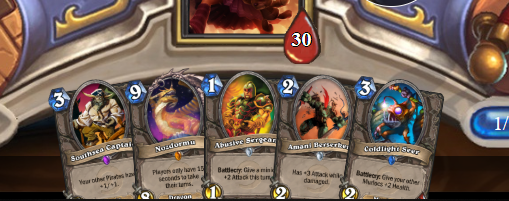 30
3
9
1
2
3
1/
Southsea Captain
Nozdormu
Abusive Sergeant
Amani Berserker
Coldlight Seer
Your other Pirates have
+1/+1.
Players only have 15
seconds to take
their turns.
Battlecry: Give a minion
+2 Attack this turn.
Has +3 Attack while
damaged.
Battlecry: Give your other
Murlocs +2 Health.
Dragon
1
2
2